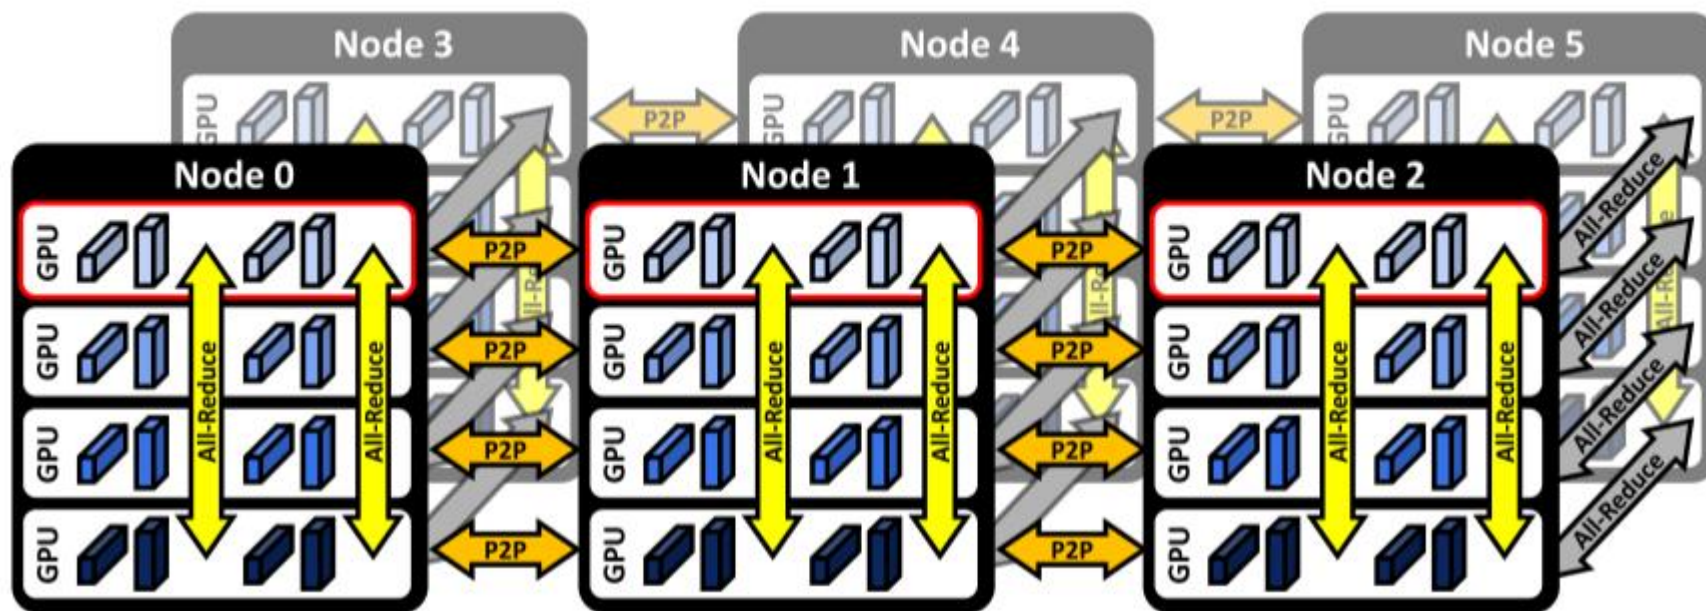 Node 3
Node 4
Node 5
GPU
P2P
GPU
P2P
GPU
Node 0
Node 1
Node 2
GPU
P2P
GPU
P2P
GPU
All-Reduce
GPU
All-Reduce
All-Reduce
P2P
GPU
All-Reduce
All-Reduce
P2P
GPU
All-Reduce
All-Reduce
All-Reduce
GPU
P2P
GPU
P2P
GPU
All-Reduce
GPU
P2P
GPU
P2P
GPU
All-Reduce